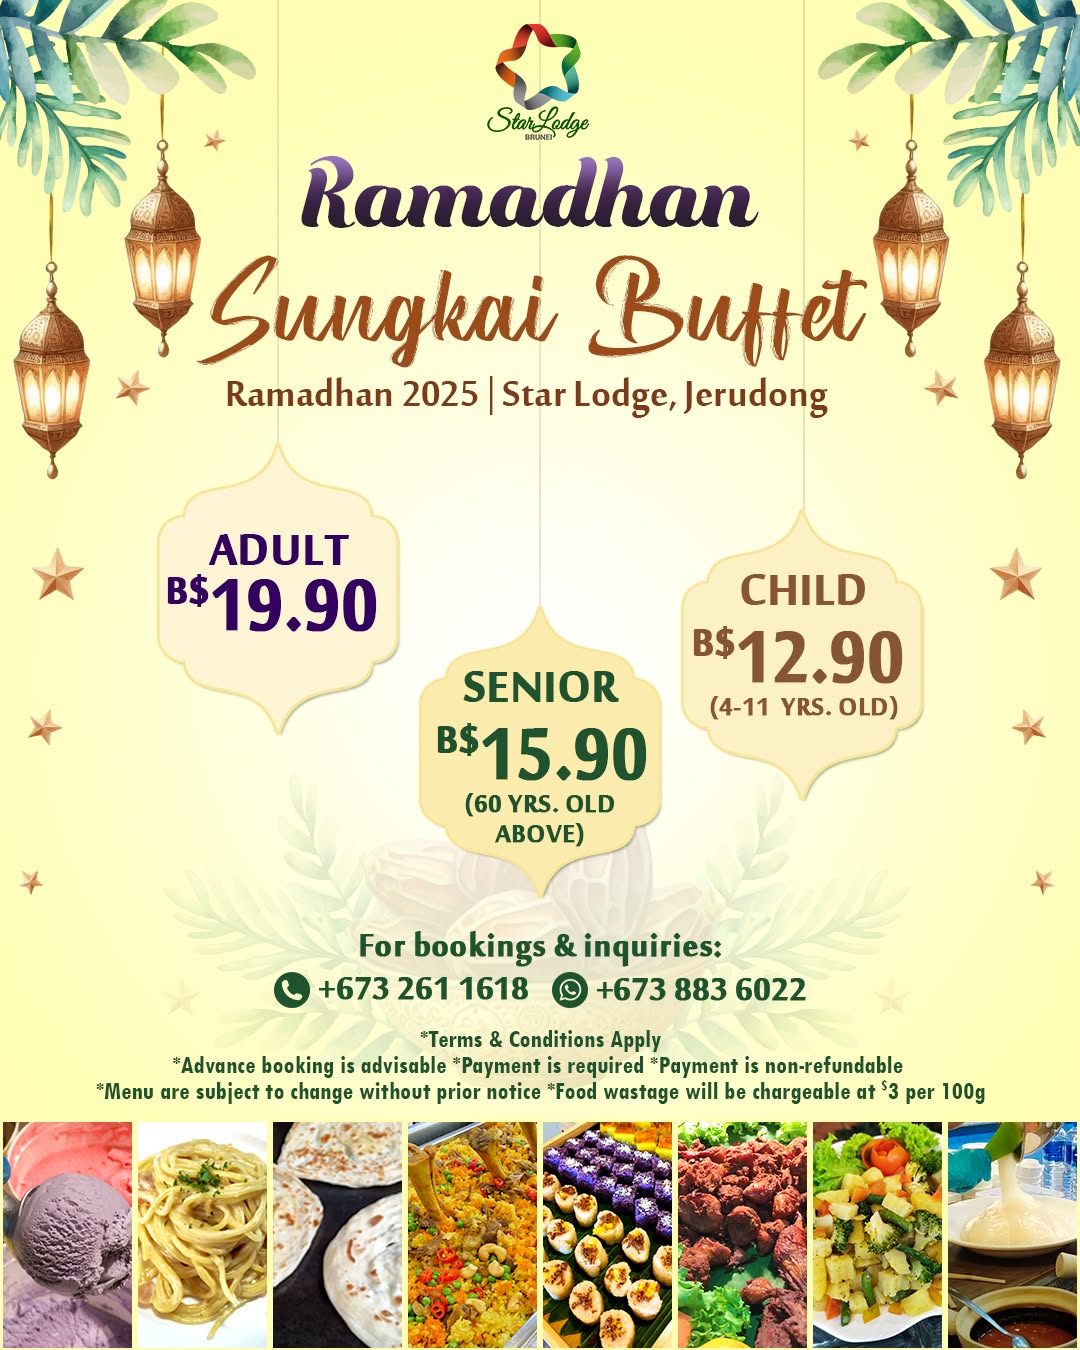 StarLodge
BRUNEI
Ramadhan
Sungkai Buffet
Ramadhan 2025 | Star Lodge, Jerudong
ADULT
B$19.90
SENIOR
B$15.90
(60 YRS. OLD
ABOVE)
CHILD
B$12.90
(4-11 YRS. OLD)
For bookings & inquiries:
+673 261 1618 +673 883 6022
*Terms & Conditions Apply
*Advance booking is advisable *Payment is required *Payment is non-refundable
*Menu are subject to change without prior notice *Food wastage will be chargeable at $3 per 100g